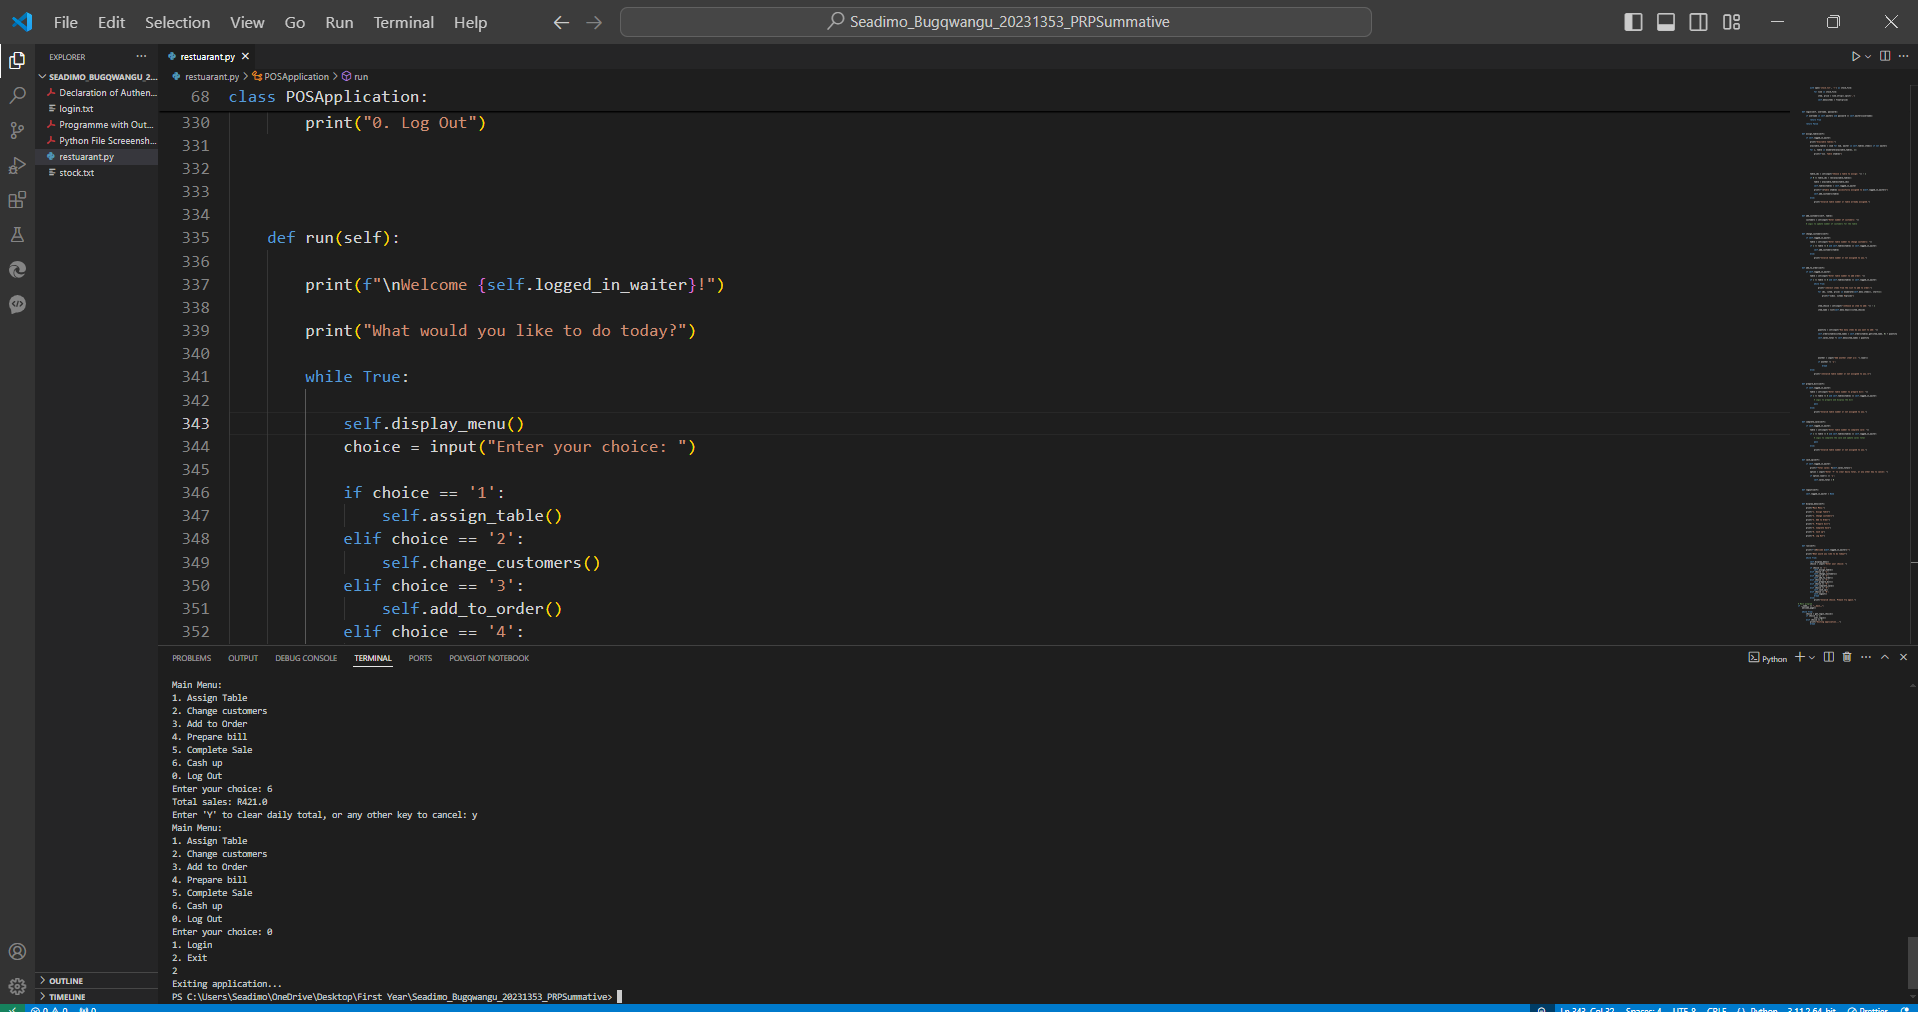 File Edit Selection View Go Run Terminal Help
Seadimo_Bugqwangu_20231353_PRPSummative
EXPLORER
SEADIMO_BUGQWANGU_2...
Declaration of Authen...
login.txt
Programme with Out...
Python File Screeensh...
restuarant.py
stock.txt
OUTLINE
TIMELINE
restuarant.py
restuarant.py > POSApplication > run
68 class POSApplication:
330 print("0. Log Out")
331
332
333
334
335 def run(self):
336
337 print(f"\nWelcome {self.logged_in_waiter}!")
338
339 print("What would you like to do today?")
340
341 while True:
342
343 self.display_menu()
344 choice = input("Enter your choice: ")
345
346 if choice == '1':
347 self.assign_table()
348 elif choice == '2':
349 self.change_customers()
350 elif choice == '3':
351 self.add_to_order()
352 elif choice == '4':
PROBLEMS OUTPUT DEBUG CONSOLE TERMINAL PORTS POLYGLOT NOTEBOOK
Python
Main Menu:
1. Assign Table
2. Change customers
3. Add to Order
4. Prepare bill
5. Complete Sale
6. Cash up
0. Log Out
Enter your choice: 6
Total sales: R421.0
Enter 'Y' to clear daily total, or any other key to cancel: y
Main Menu:
1. Assign Table
2. Change customers
3. Add to Order
4. Prepare bill
5. Complete Sale
6. Cash up
0. Log Out
Enter your choice: 0
1. Login
2. Exit
2
Exiting application...
PS C:\Users\Seadimo\OneDrive\Desktop\First Year\Seadimo_Bugqwangu_20231353_PRPSummative>
Ln 343, Col 32 Spaces: 4 UTF-8 CRLF Python 3.11.2 64-bit Prettier